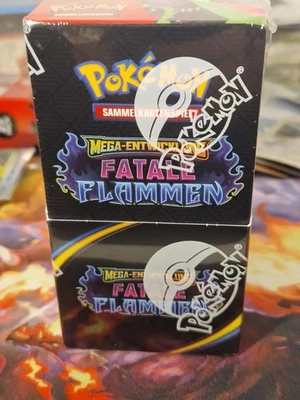 POKéMON
SAMMELKARTENSPIEL
POKéMON
MEGA-ENTWICKLUNG
FATALE
FLAMMEN
MEGA-ENTWICKLUNG
FATALE
FLAMMEN
POKéMON